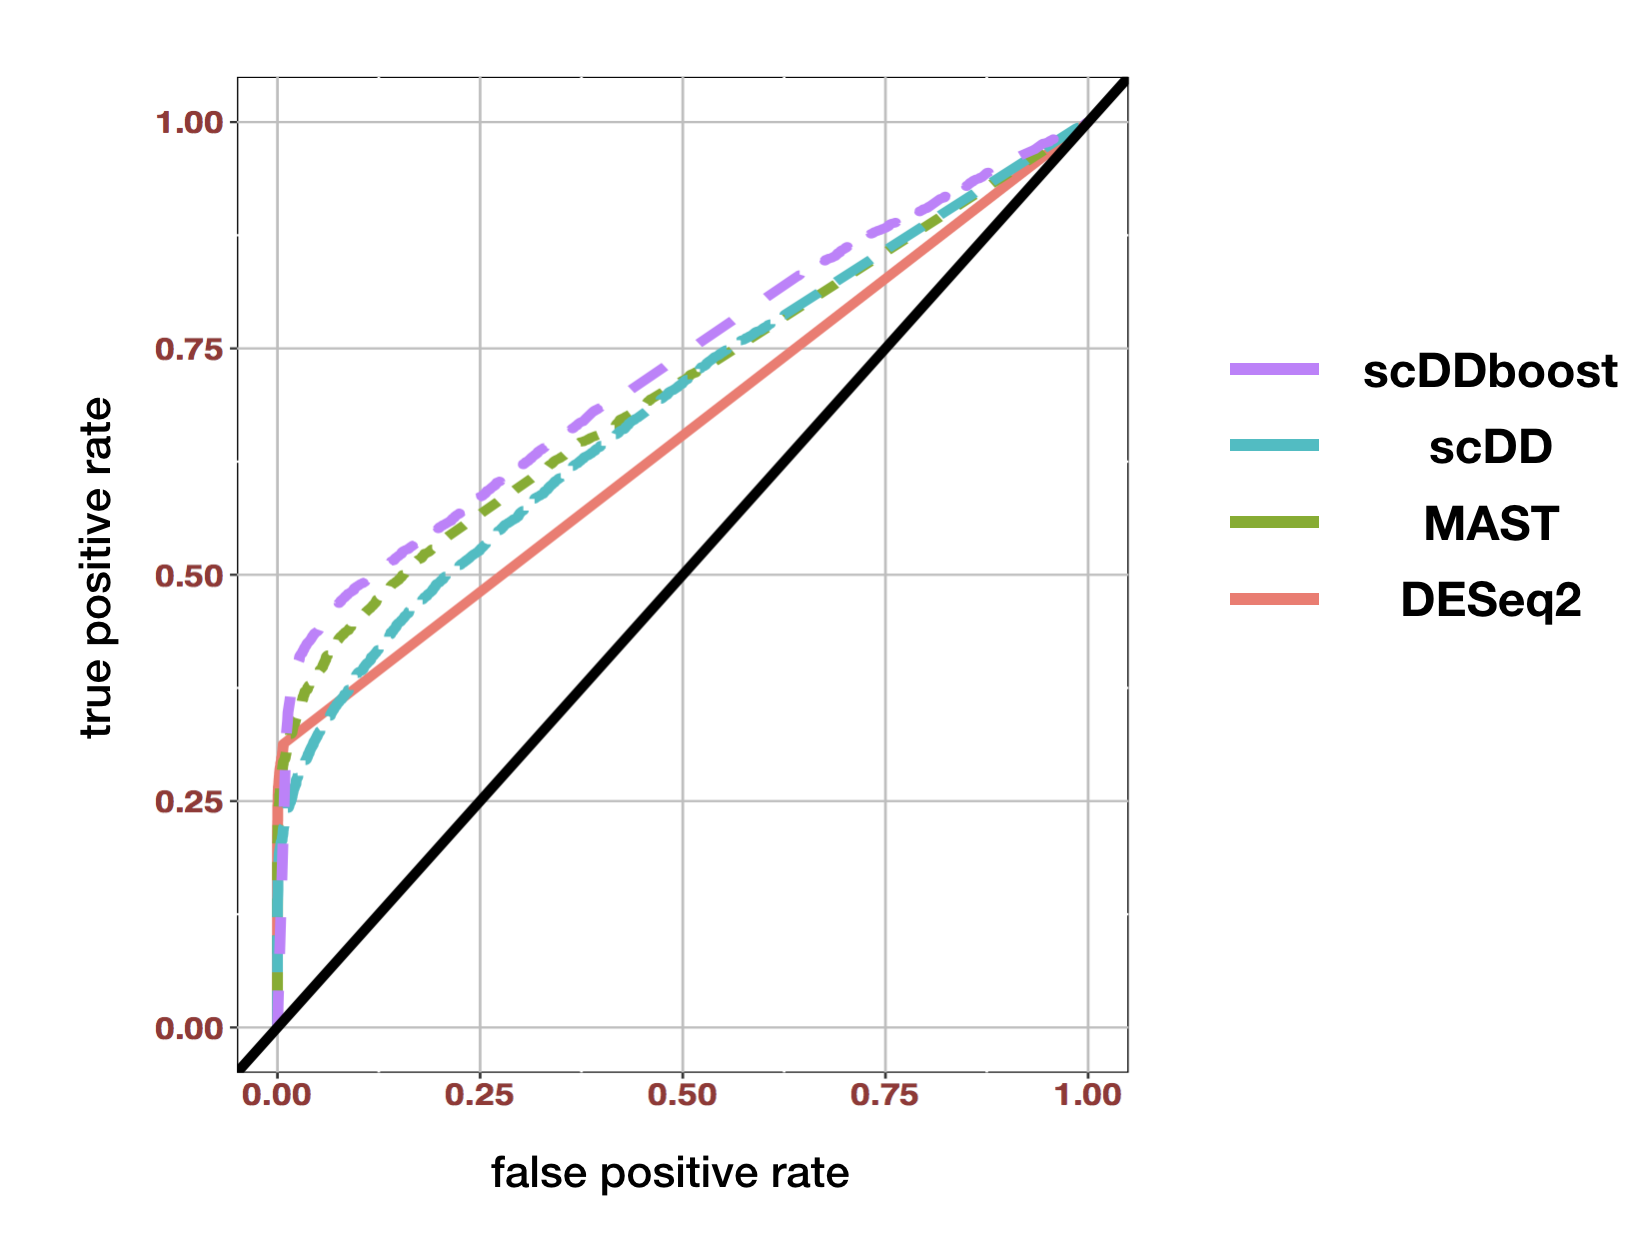 true positive rate
1.00
0.75
0.50
0.25
0.00
0.00 0.25 0.50 0.75 1.00
false positive rate
scDDboost
scDD
MAST
DESeq2